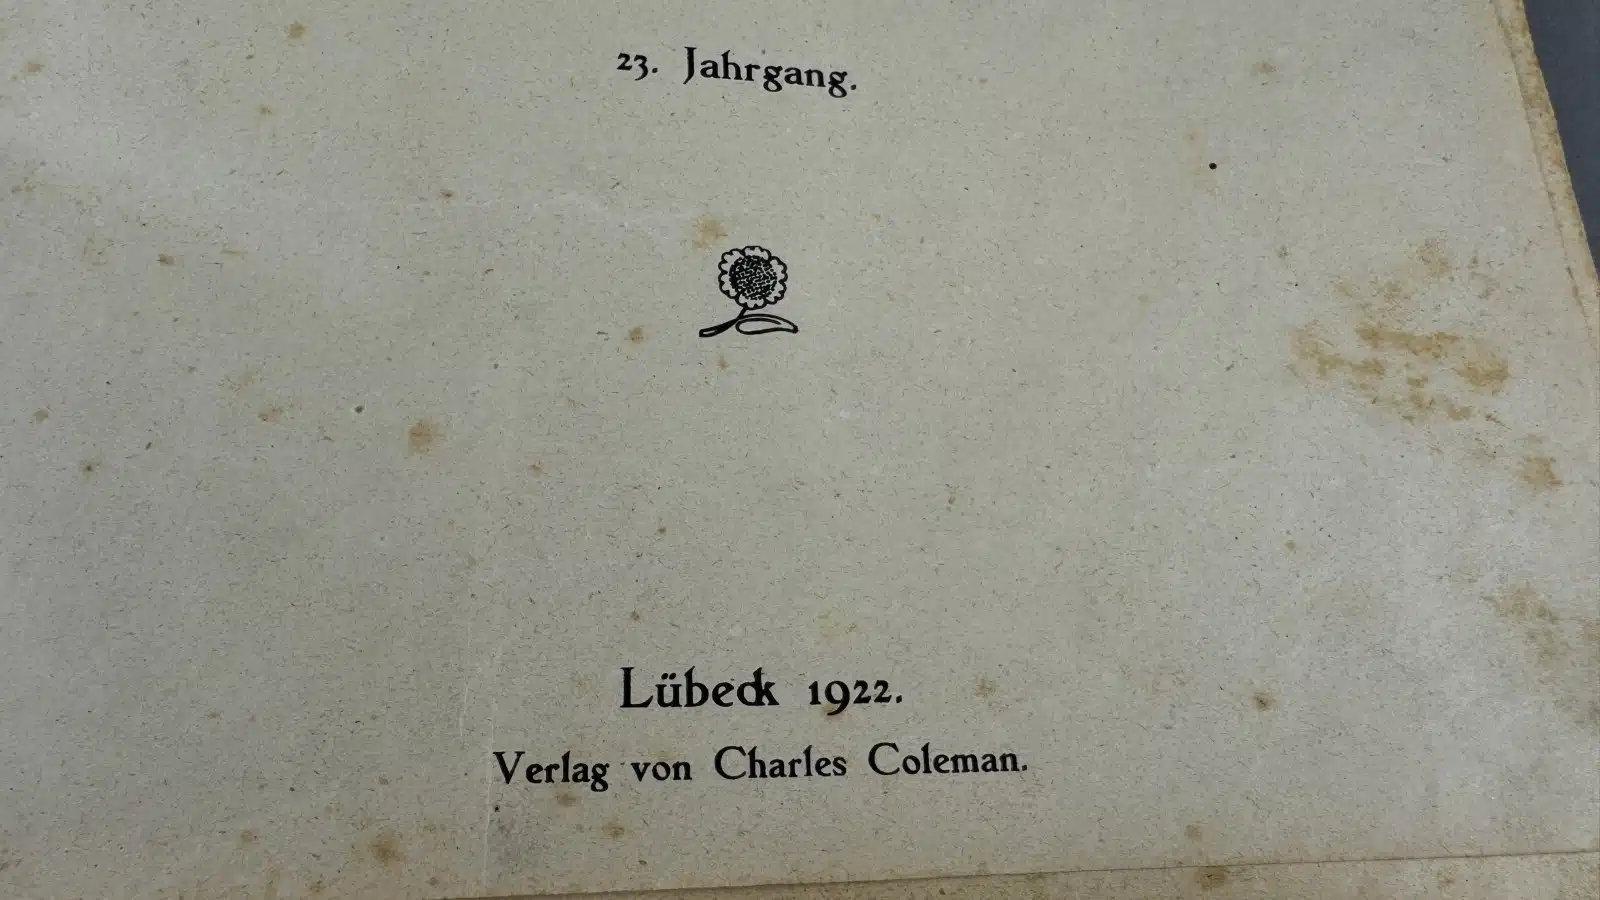 23. Jahrgang.
Lübeck 1922.
Verlag von Charles Coleman.